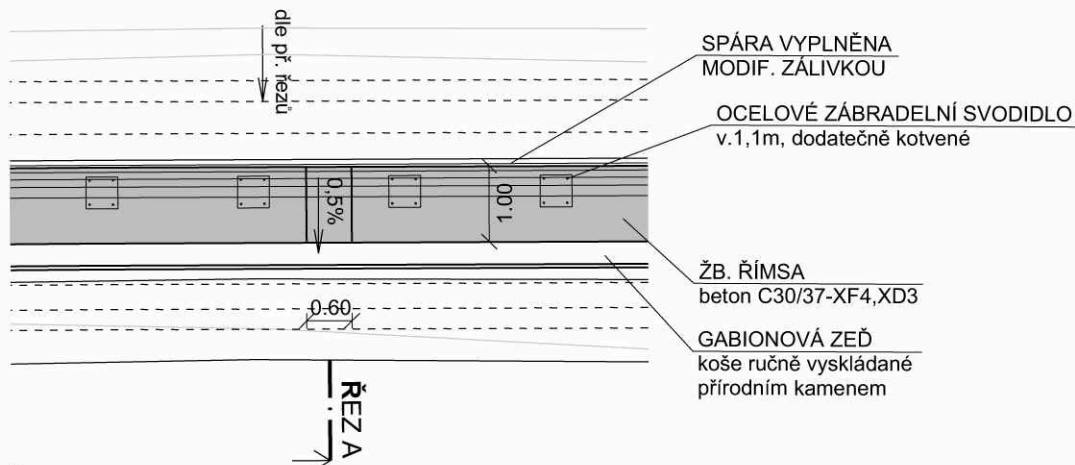 dle př. řezů
SPÁRA VYPLNĚNA
MODIF. ZÁLIVKOU
OCELOVÉ ZÁBRADELNÍ SVODIDLO
v.1,1m, dodatečně kotvené
0,5%
1.00
ŽB. ŘÍMSA
beton C30/37-XF4,XD3
0.60
GABIONOVÁ ZEĎ
koše ručně vyskládané
přírodním kamenem
ŘEZ A